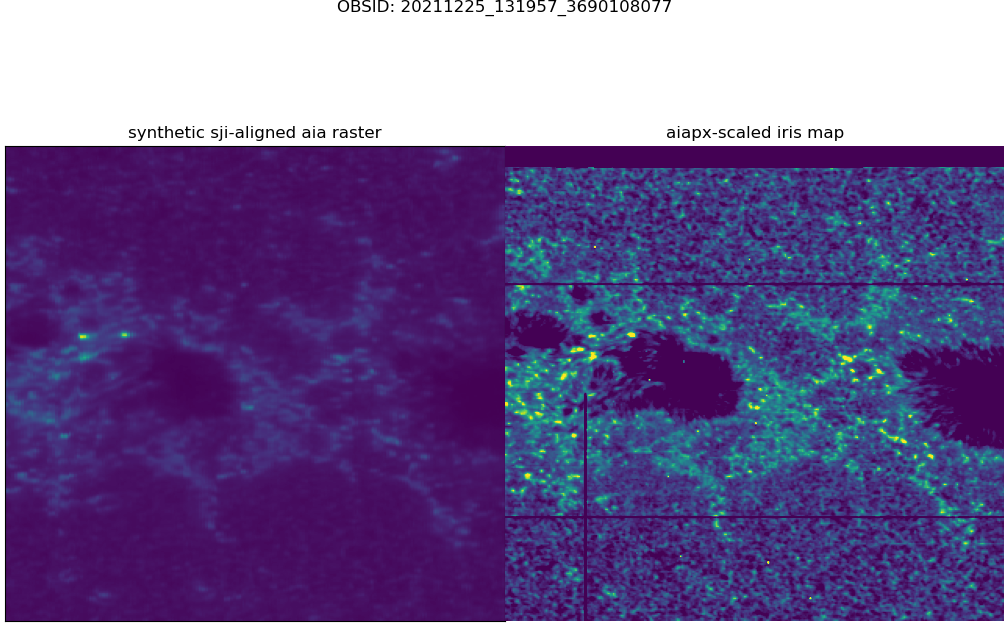 OBSID: 20211225_131957_3690108077
synthetic sji-aligned aia raster
aiapx-scaled iris map